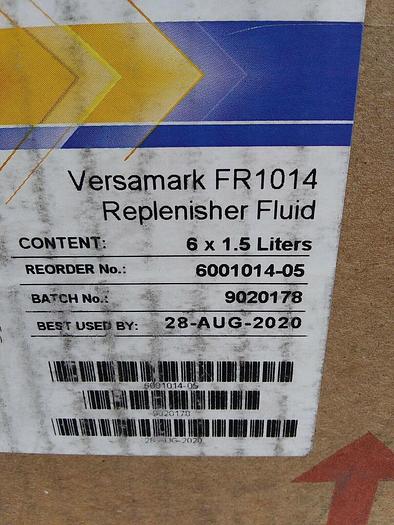 Versamark FR1014
Replenisher Fluid
CONTENT: 6 x 1.5 Liters
REORDER No.: 6001014-05
BATCH No.: 9020178
BEST USED BY: 28-AUG-2020
6001014-05
9020178
28-AUG-2020